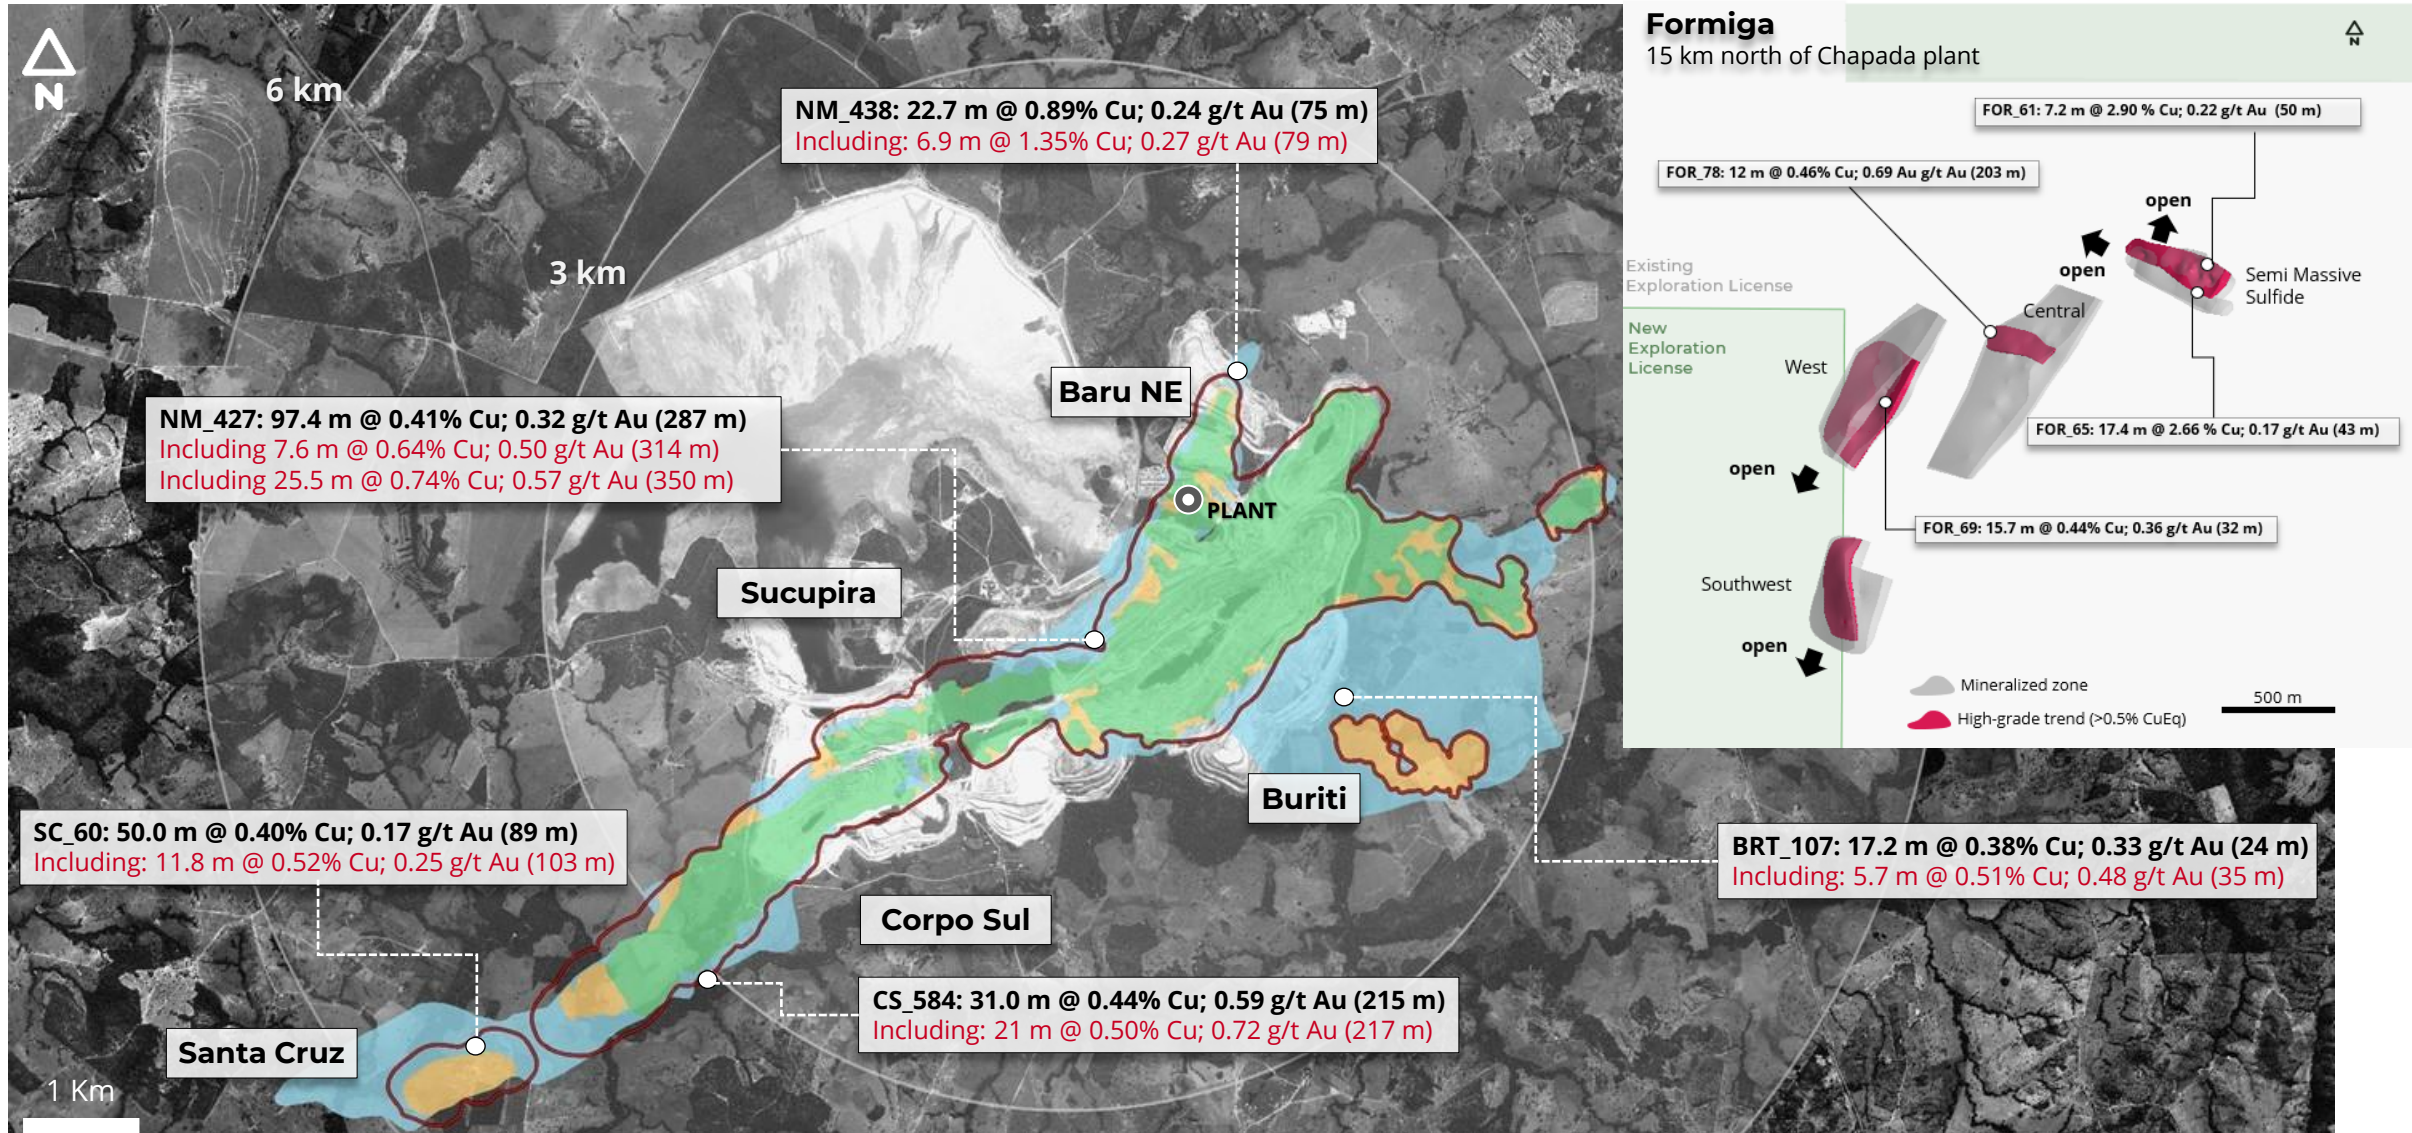 N
6 km
3 km
NM_438: 22.7 m @ 0.89% Cu; 0.24 g/t Au (75 m)
Including: 6.9 m @ 1.35% Cu; 0.27 g/t Au (79 m)
Baru NE
NM_427: 97.4 m @ 0.41% Cu; 0.32 g/t Au (287 m)
Including 7.6 m @ 0.64% Cu; 0.50 g/t Au (314 m)
Including 25.5 m @ 0.74% Cu; 0.57 g/t Au (350 m)
PLANT
Sucupira
Buriti
SC_60: 50.0 m @ 0.40% Cu; 0.17 g/t Au (89 m)
Including: 11.8 m @ 0.52% Cu; 0.25 g/t Au (103 m)
BRT_107: 17.2 m @ 0.38% Cu; 0.33 g/t Au (24 m)
Including: 5.7 m @ 0.51% Cu; 0.48 g/t Au (35 m)
Corpo Sul
CS_584: 31.0 m @ 0.44% Cu; 0.59 g/t Au (215 m)
Including: 21 m @ 0.50% Cu; 0.72 g/t Au (217 m)
Santa Cruz
1 Km
Formiga
15 km north of Chapada plant
N
FOR_61: 7.2 m @ 2.90 % Cu; 0.22 g/t Au (50 m)
FOR_78: 12 m @ 0.46% Cu; 0.69 Au g/t Au (203 m)
open
open
Existing
Exploration License
Semi Massive
Sulfide
Central
New
Exploration
License
West
FOR_65: 17.4 m @ 2.66 % Cu; 0.17 g/t Au (43 m)
open
FOR_69: 15.7 m @ 0.44% Cu; 0.36 g/t Au (32 m)
Southwest
open
Mineralized zone
High-grade trend (>0.5% CuEq)
500 m